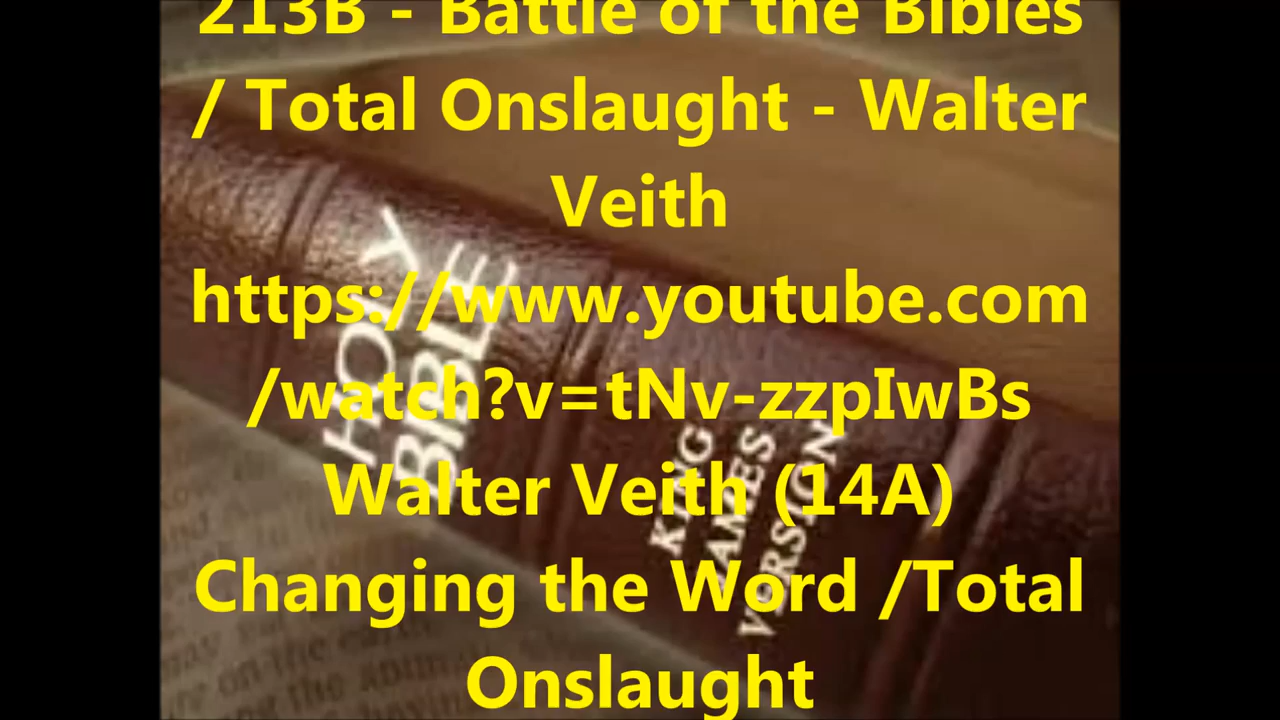 213B - Battle of the Bibles
/ Total Onslaught - Walter
Veith
https://www.youtube.com
/watch?v=tNv-zzpIwBs
Walter Veith (14A)
Changing the Word /Total
Onslaught
HOLY
BIBLE
KING
JAMES
VERSION